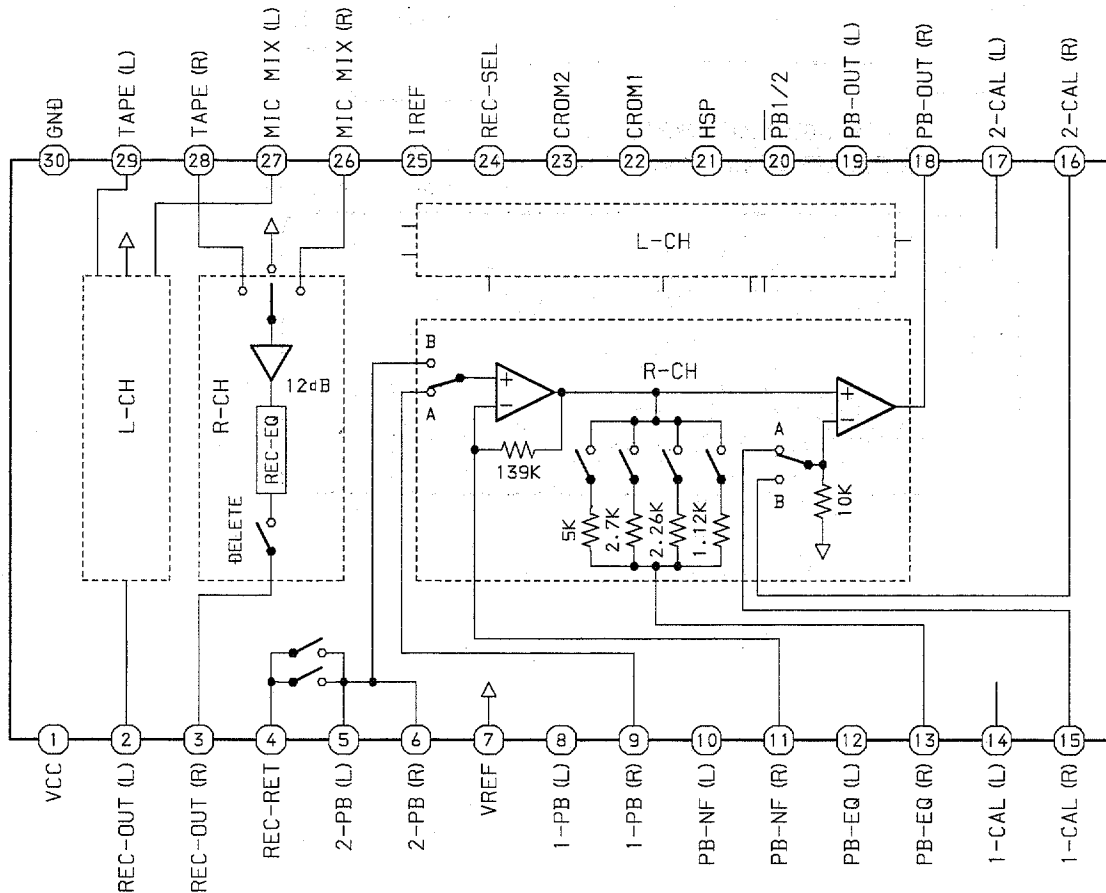 30 GND
29 TAPE (L)
28 TAPE (R)
27 MIC MIX (L)
26 MIC MIX (R)
25 IREF
24 REC-SEL
23 CROM2
22 CROM1
21 HSP
20 PB1/2
19 PB-OUT (L)
18 PB-OUT (R)
17 2-CAL (L)
16 2-CAL (R)
L-CH
L-CH
R-CH
12dB
REC-EQ
DELETE
B
A
+
−
139K
R-CH
5K
2.7K
2.26K
1.12K
A
B
+
−
10K
1 VCC
2 REC-OUT (L)
3 REC-OUT (R)
4 REC-RET
5 2-PB (L)
6 2-PB (R)
7 VREF
8 1-PB (L)
9 1-PB (R)
10 PB-NF (L)
11 PB-NF (R)
12 PB-EQ (L)
13 PB-EQ (R)
14 1-CAL (L)
15 1-CAL (R)